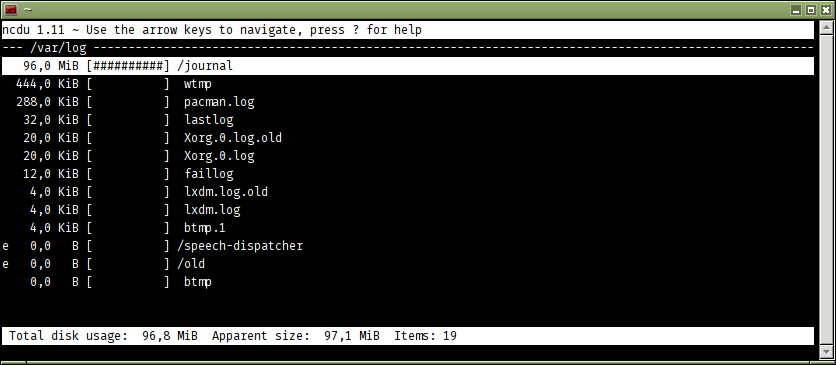 ~
ncdu 1.11 ~ Use the arrow keys to navigate, press ? for help
--- /var/log -------------------------------------------------------------------------------------------------------
   96,0 MiB [##########] /journal
  444,0 KiB [          ]  wtmp
  288,0 KiB [          ]  pacman.log
   32,0 KiB [          ]  lastlog
   20,0 KiB [          ]  Xorg.0.log.old
   20,0 KiB [          ]  Xorg.0.log
   12,0 KiB [          ]  faillog
    4,0 KiB [          ]  lxdm.log.old
    4,0 KiB [          ]  lxdm.log
    4,0 KiB [          ]  btmp.1
e   0,0   B [          ] /speech-dispatcher
e   0,0   B [          ] /old
    0,0   B [          ]  btmp
 Total disk usage:  96,8 MiB  Apparent size:  97,1 MiB  Items: 19